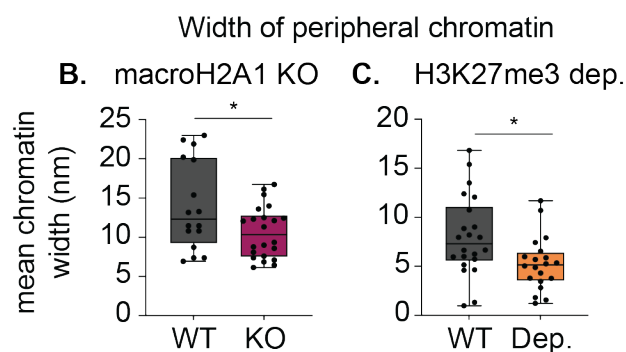 Width of peripheral chromatin
B. macroH2A1 KO
C. H3K27me3 dep.
mean chromatin
width (nm)
25
20
15
10
5
0
*
WT KO
20
15
10
5
0
*
WT Dep.